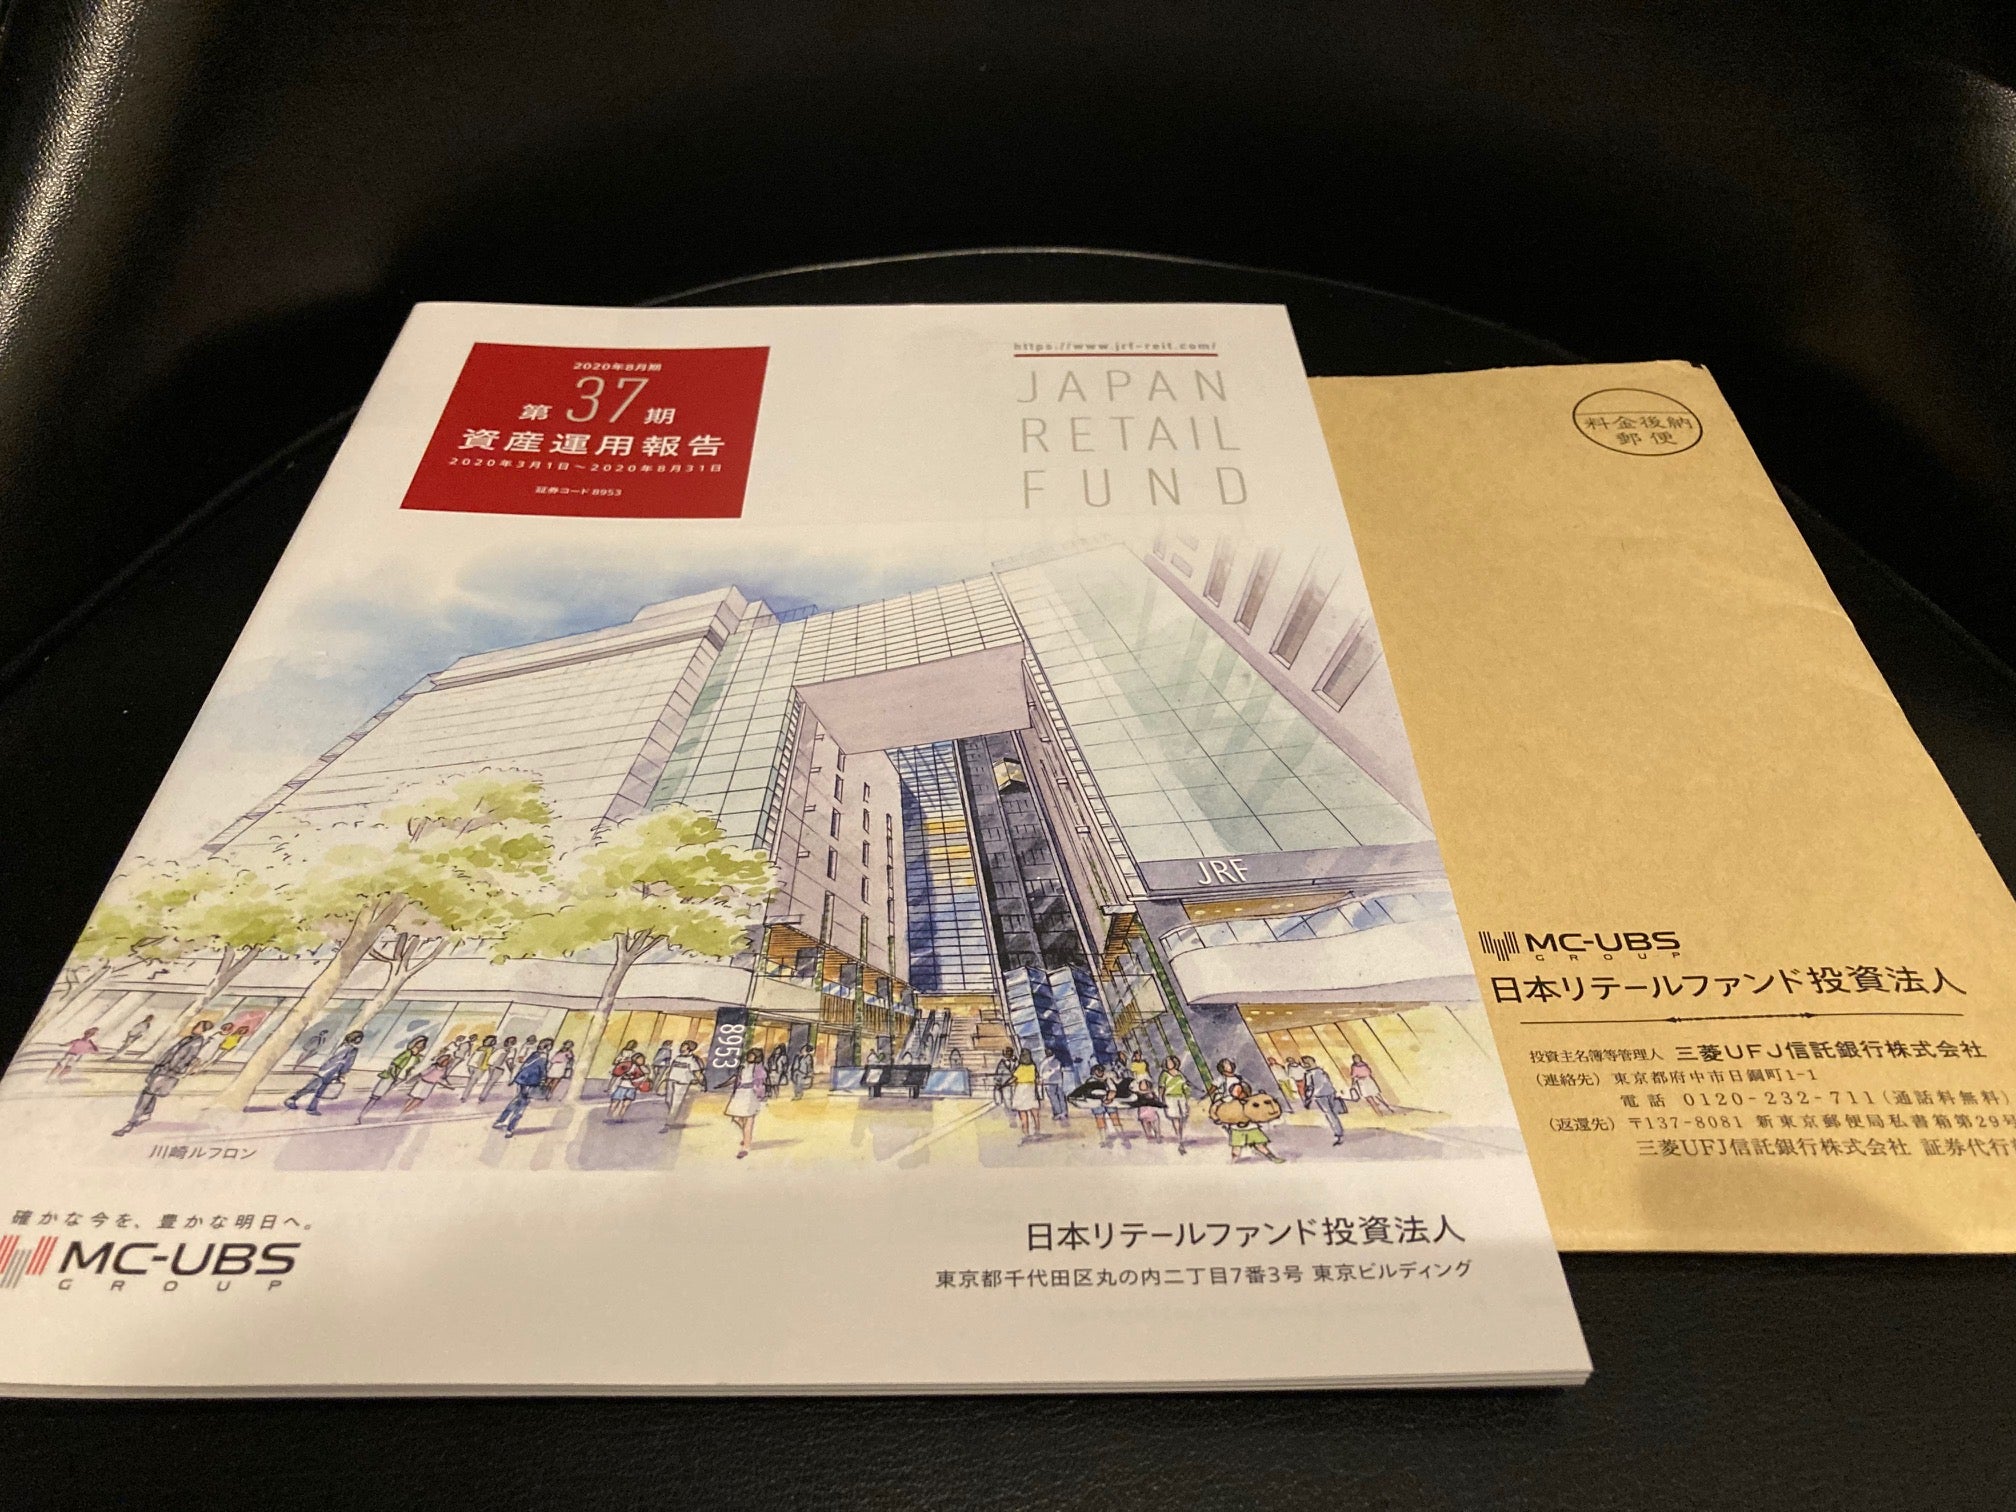 2020年8月期
第37期
資産運用報告
2020年3月1日～2020年8月31日
証券コード8953
https://www.jrf-reit.com/
JAPAN
RETAIL
FUND
JRF
8953
川崎ルフロン
確かな今を、豊かな明日へ。
MC-UBS
GROUP
日本リテールファンド投資法人
東京都千代田区丸の内二丁目7番3号 東京ビルディング
料金後納
郵便
MC-UBS
GROUP
日本リテールファンド投資法人
投資主名簿等管理人 三菱UFJ信託銀行株式会社
（連絡先）東京都府中市日鋼町1-1
電話 0120-232-711（通話料無料）
（返還先）〒137-8081 新東京郵便局私書箱第29号
三菱UFJ信託銀行株式会社 証券代行